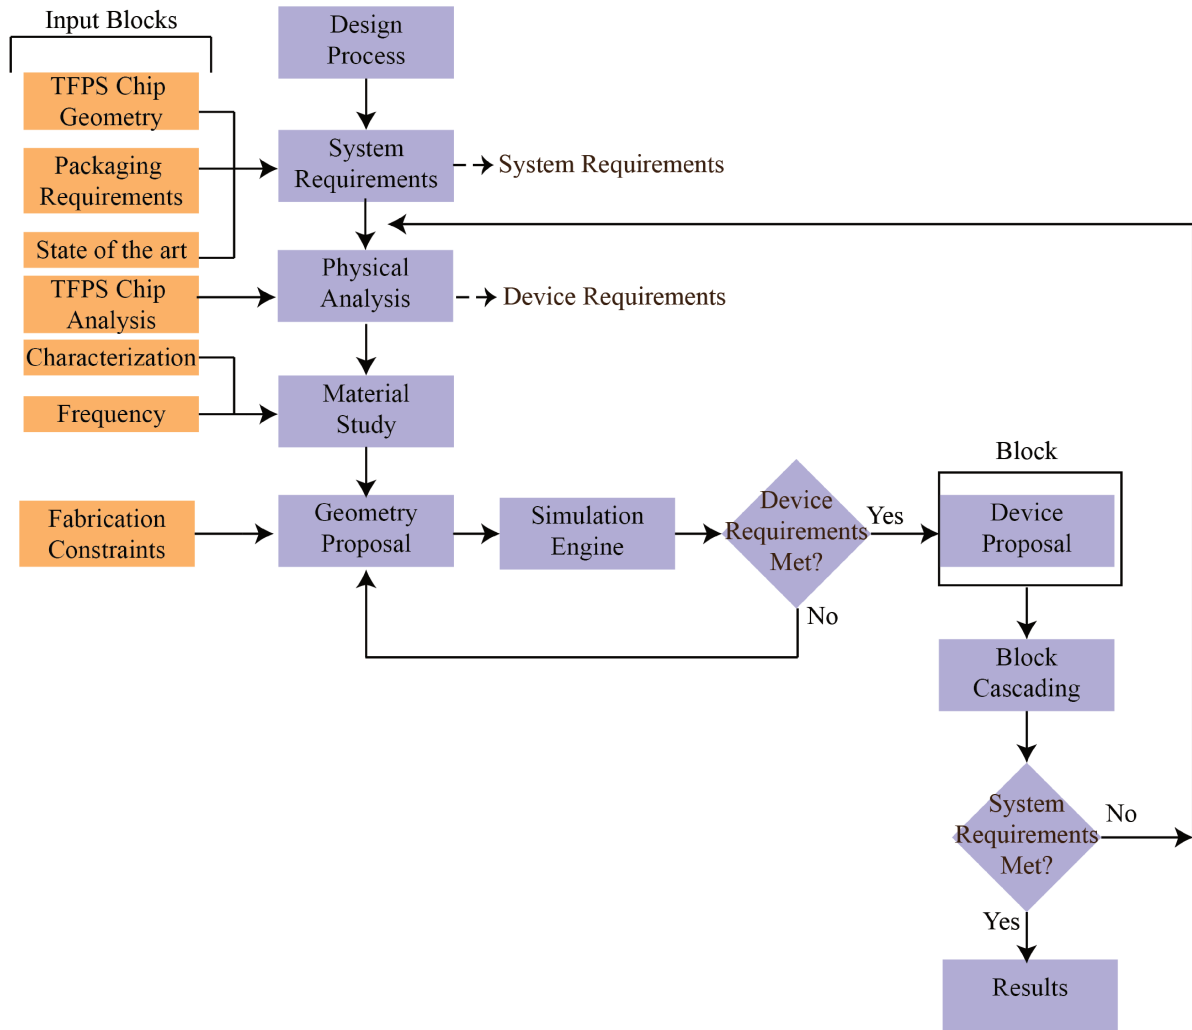 Input Blocks
TFPS Chip
Geometry
Packaging
Requirements
State of the art
TFPS Chip
Analysis
Characterization
Frequency
Fabrication
Constraints
Design
Process
System
Requirements
System Requirements
Physical
Analysis
Device Requirements
Material
Study
Geometry
Proposal
Simulation
Engine
Device
Requirements
Met?
Yes
No
Block
Device
Proposal
Block
Cascading
System
Requirements
Met?
No
Yes
Results